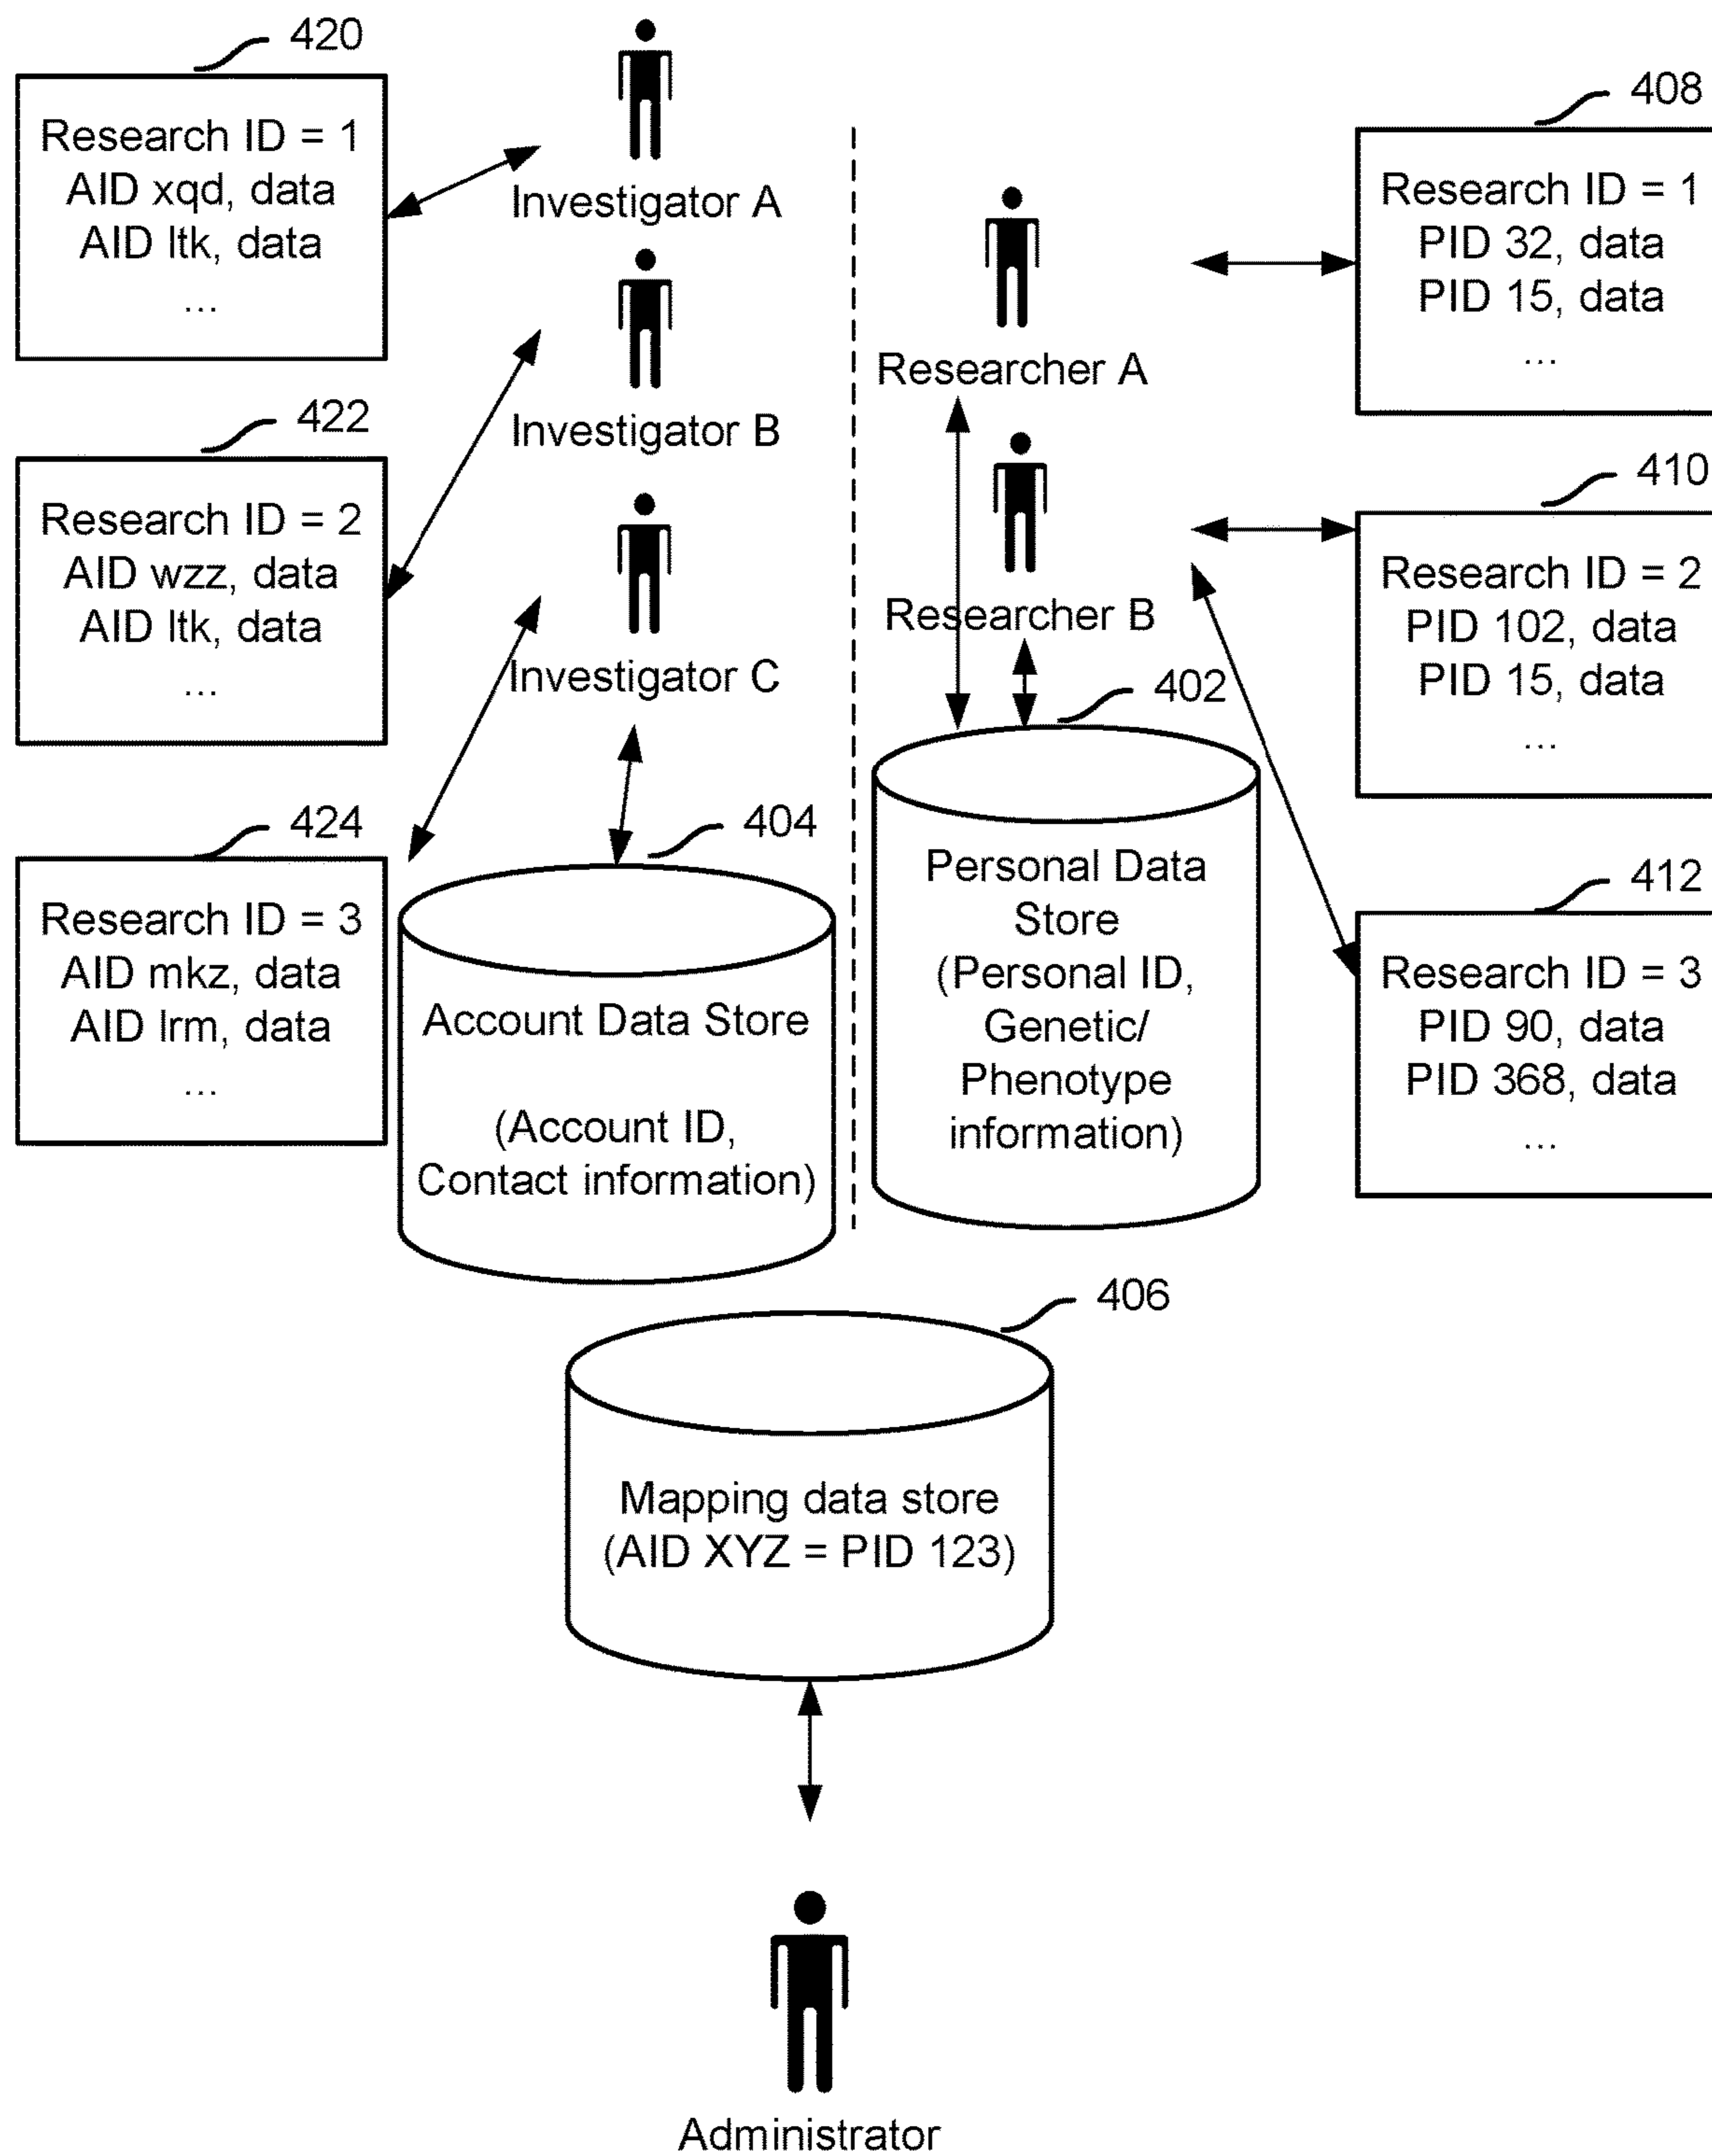 420
Research ID = 1
AID xqd, data
AID ltk, data
...
Investigator A
Investigator B
422
Research ID = 2
AID wzz, data
AID ltk, data
...
Investigator C
424
Research ID = 3
AID mkz, data
AID lrm, data
...
404
Account Data Store
(Account ID,
Contact information)
408
Research ID = 1
PID 32, data
PID 15, data
...
Researcher A
Researcher B
410
Research ID = 2
PID 102, data
PID 15, data
...
402
Personal Data
Store
(Personal ID,
Genetic/
Phenotype
information)
412
Research ID = 3
PID 90, data
PID 368, data
...
406
Mapping data store
(AID XYZ = PID 123)
Administrator